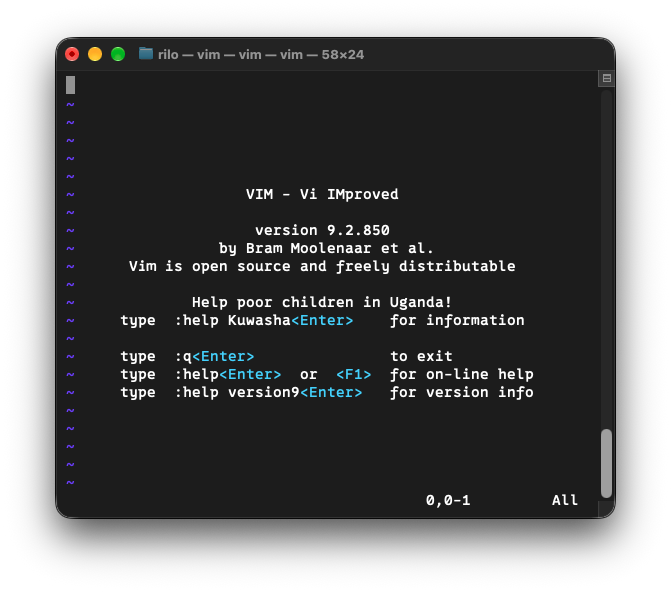 rilo — vim — vim — vim — 58×24
~
~
~
~
~
~ VIM - Vi IMproved
~
~ version 9.2.850
~ by Bram Moolenaar et al.
~ Vim is open source and freely distributable
~
~ Help poor children in Uganda!
~ type :help Kuwasha<Enter> for information
~
~ type :q<Enter> to exit
~ type :help<Enter> or <F1> for on-line help
~ type :help version9<Enter> for version info
~
~
~
~
~
0,0-1 All